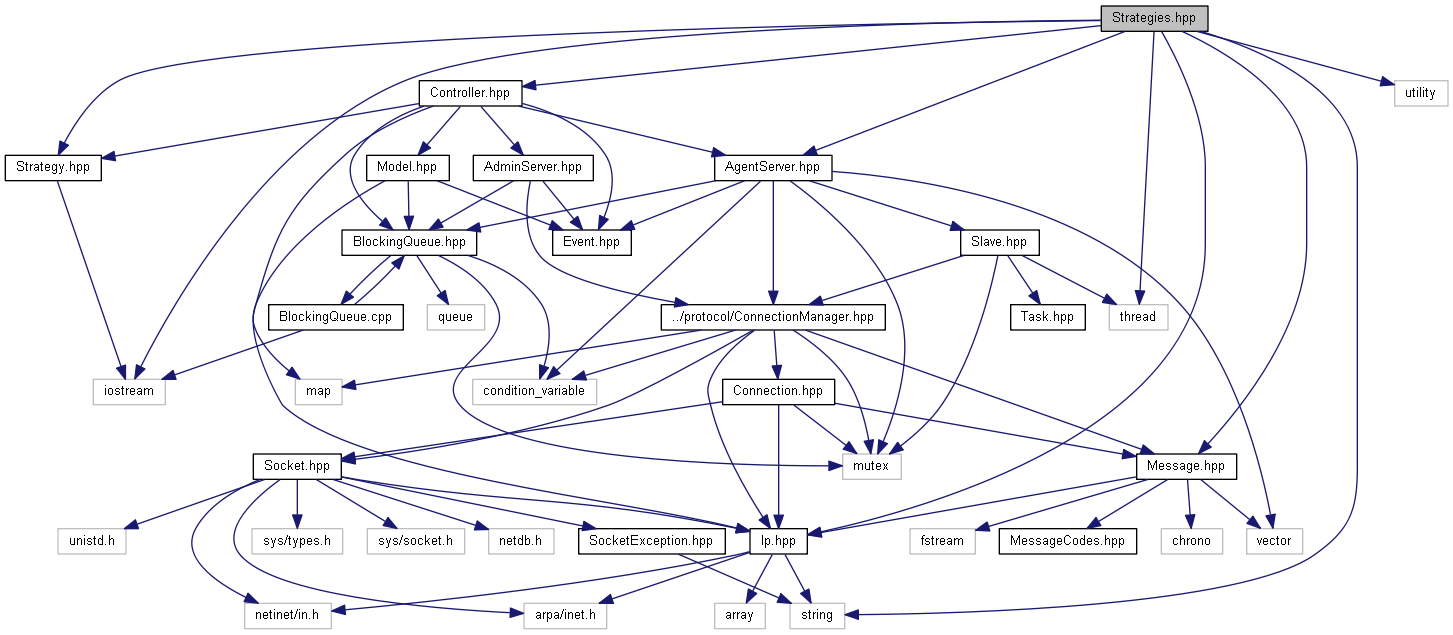 Strategies.hpp
Controller.hpp
utility
Strategy.hpp
Model.hpp
AdminServer.hpp
AgentServer.hpp
BlockingQueue.hpp
Event.hpp
Slave.hpp
BlockingQueue.cpp
queue
../protocol/ConnectionManager.hpp
Task.hpp
thread
iostream
map
condition_variable
Connection.hpp
Socket.hpp
mutex
Message.hpp
unistd.h
sys/types.h
sys/socket.h
netdb.h
SocketException.hpp
Ip.hpp
fstream
MessageCodes.hpp
chrono
vector
netinet/in.h
arpa/inet.h
array
string